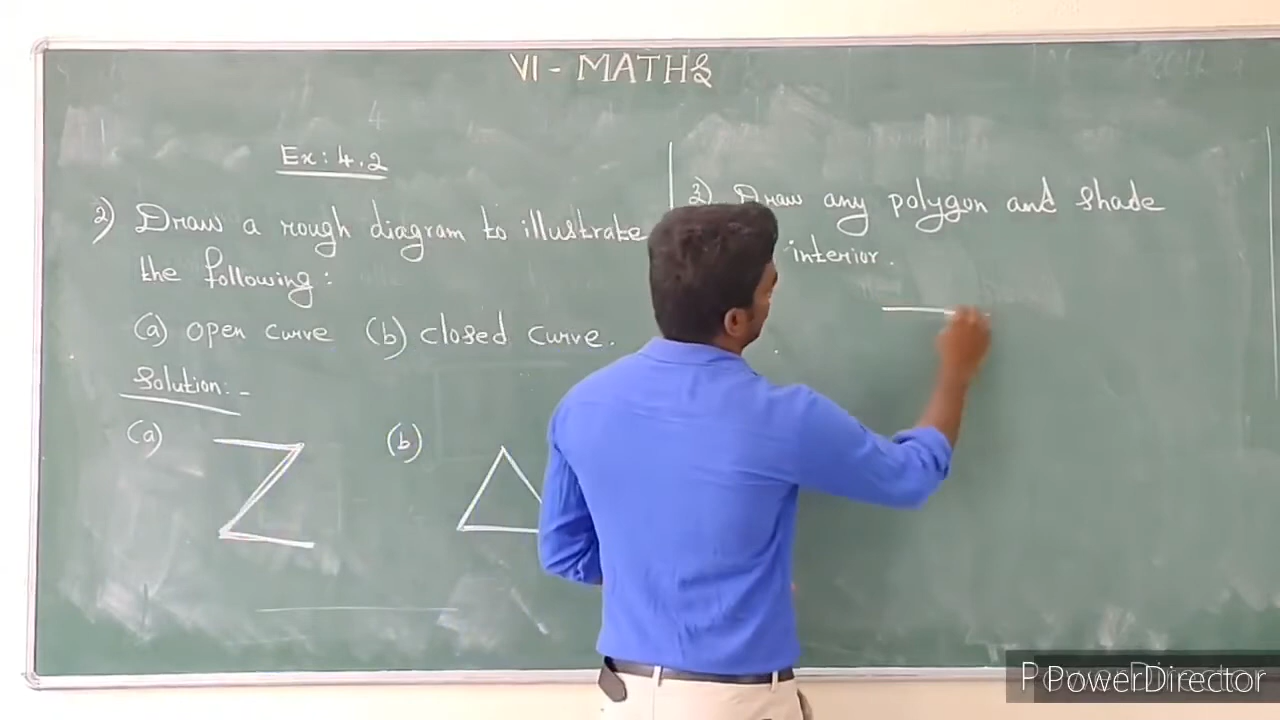 VI - MATHS
Ex: 4.2
2) Draw a rough diagram to illustrate
the following:
(a) open curve (b) closed curve.
Solution:-
(a)
(b)
3) Draw any polygon and shade
interior.
PowerDirector